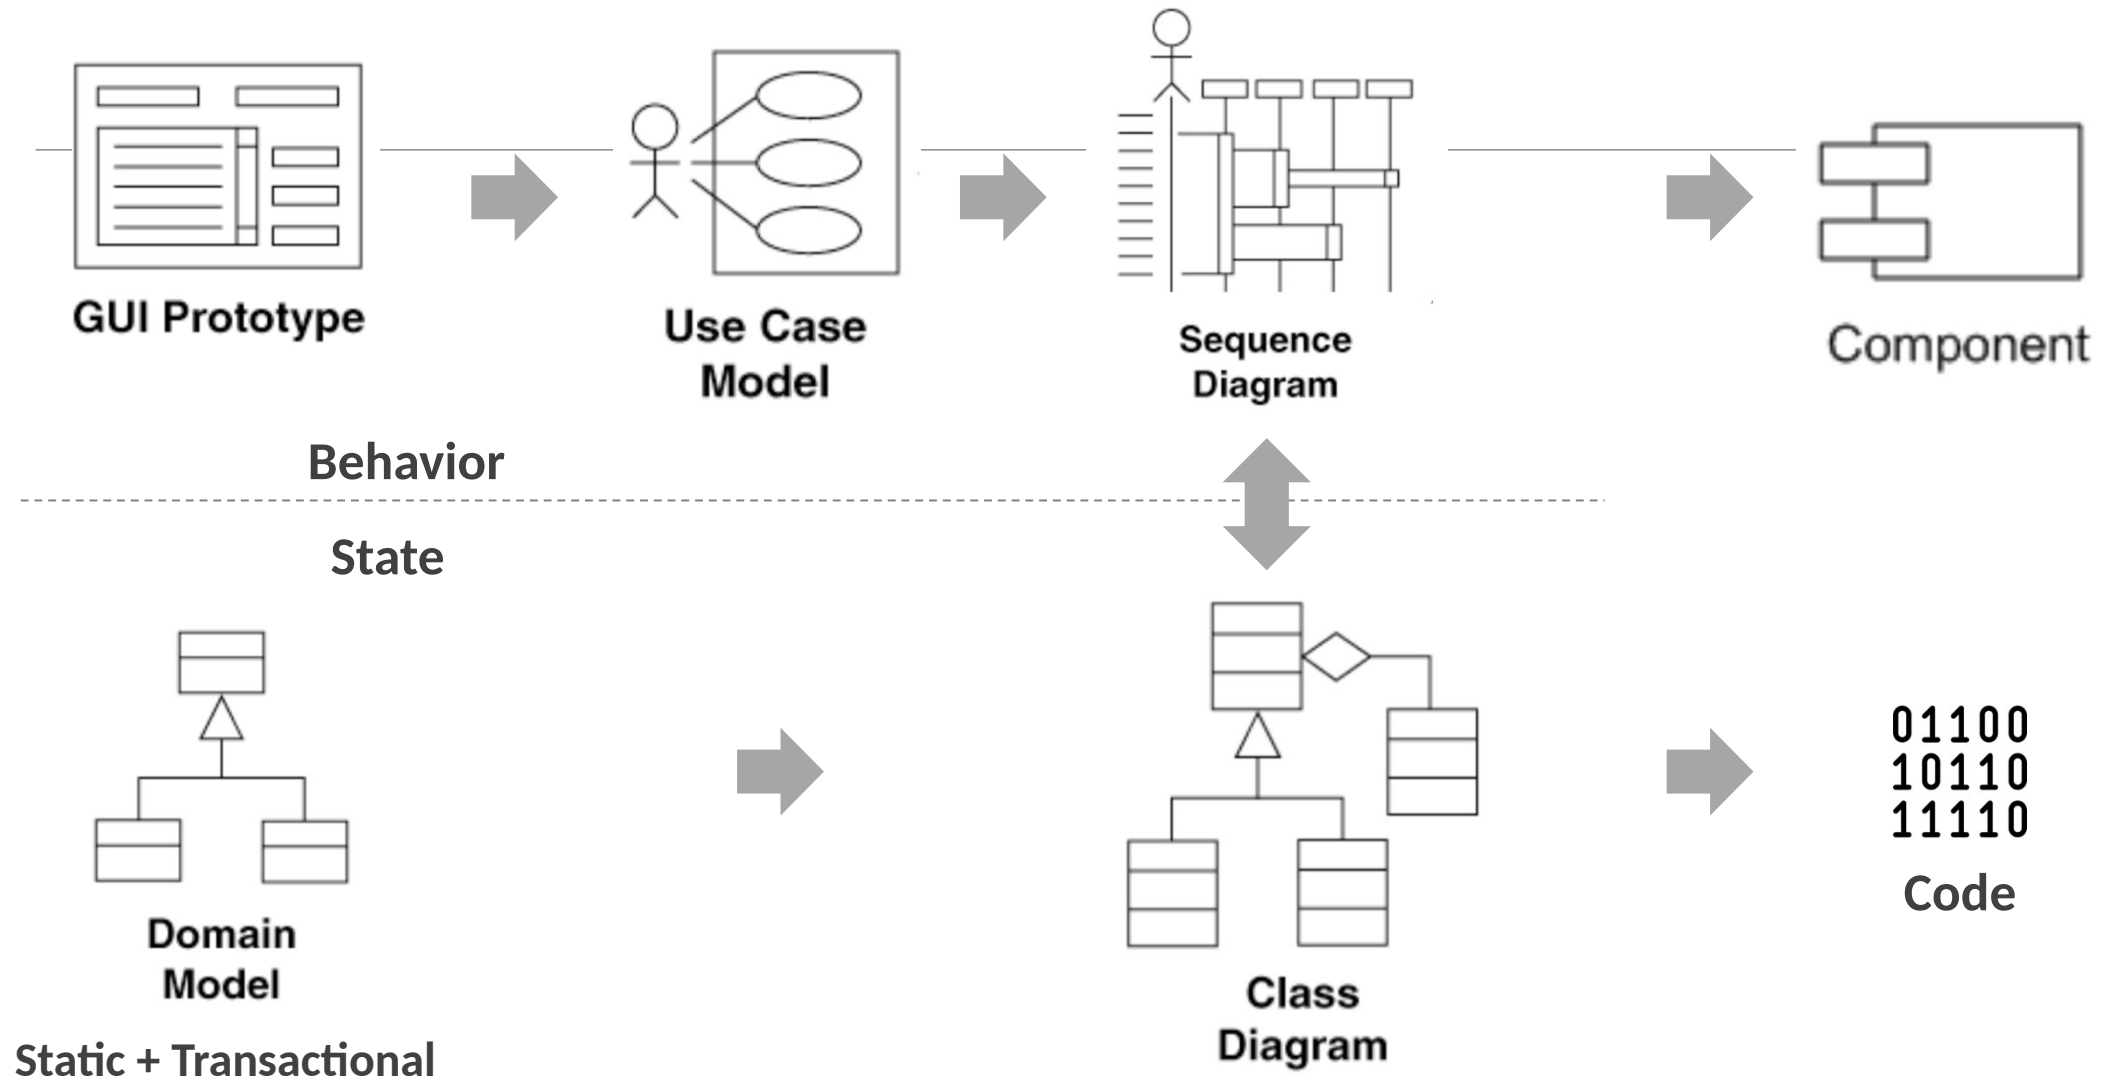 GUI Prototype
Use Case
Model
Sequence
Diagram
Component
Behavior
State
Domain
Model
Static + Transactional
Class
Diagram
01100
10110
11110
Code